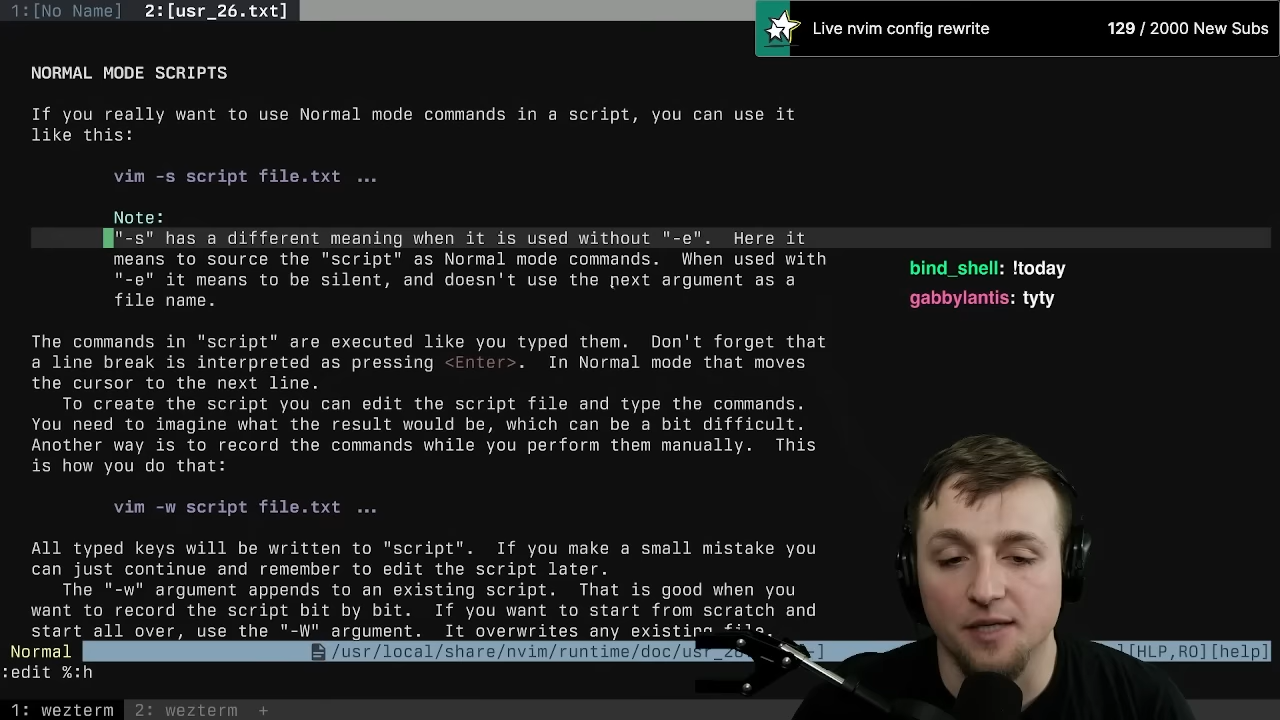 1:[No Name]  2:[usr_26.txt]
Live nvim config rewrite 129 / 2000 New Subs
NORMAL MODE SCRIPTS
If you really want to use Normal mode commands in a script, you can use it
like this:
vim -s script file.txt ...
Note:
"-s" has a different meaning when it is used without "-e".  Here it
means to source the "script" as Normal mode commands.  When used with
"-e" it means to be silent, and doesn't use the next argument as a
file name.
bind_shell: !today
gabbylantis: tyty
The commands in "script" are executed like you typed them.  Don't forget that
a line break is interpreted as pressing <Enter>.  In Normal mode that moves
the cursor to the next line.
To create the script you can edit the script file and type the commands.
You need to imagine what the result would be, which can be a bit difficult.
Another way is to record the commands while you perform them manually.  This
is how you do that:
vim -w script file.txt ...
All typed keys will be written to "script".  If you make a small mistake you
can just continue and remember to edit the script later.
The "-w" argument appends to an existing script.  That is good when you
want to record the script bit by bit.  If you want to start from scratch and
start all over, use the "-W" argument.  It overwrites any existing file.
Normal /usr/local/share/nvim/runtime/doc/usr_2 [HLP,RO][help]
:edit %:h
1: wezterm  2: wezterm  +